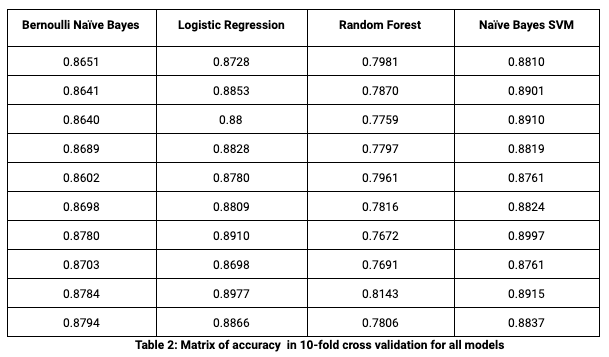 Bernoulli Naïve Bayes Logistic Regression Random Forest Naïve Bayes SVM
0.8651 0.8728 0.7981 0.8810
0.8641 0.8853 0.7870 0.8901
0.8640 0.88 0.7759 0.8910
0.8689 0.8828 0.7797 0.8819
0.8602 0.8780 0.7961 0.8761
0.8698 0.8809 0.7816 0.8824
0.8780 0.8910 0.7672 0.8997
0.8703 0.8698 0.7691 0.8761
0.8784 0.8977 0.8143 0.8915
0.8794 0.8866 0.7806 0.8837
Table 2: Matrix of accuracy in 10-fold cross validation for all models